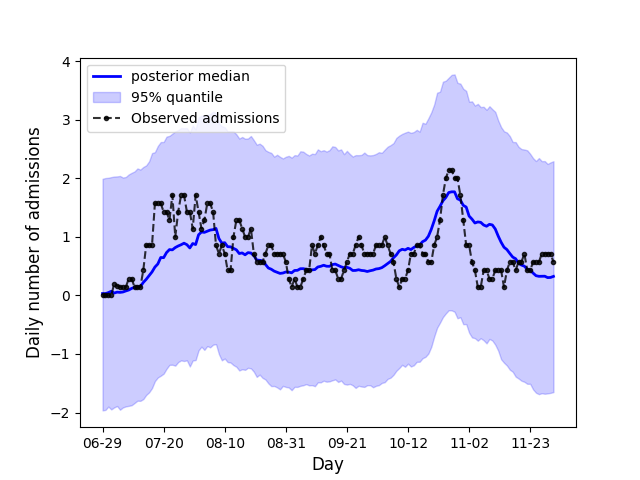 posterior median
95% quantile
Observed admissions
Daily number of admissions
4
3
2
1
0
−1
−2
06-29 07-20 08-10 08-31 09-21 10-12 11-02 11-23
Day